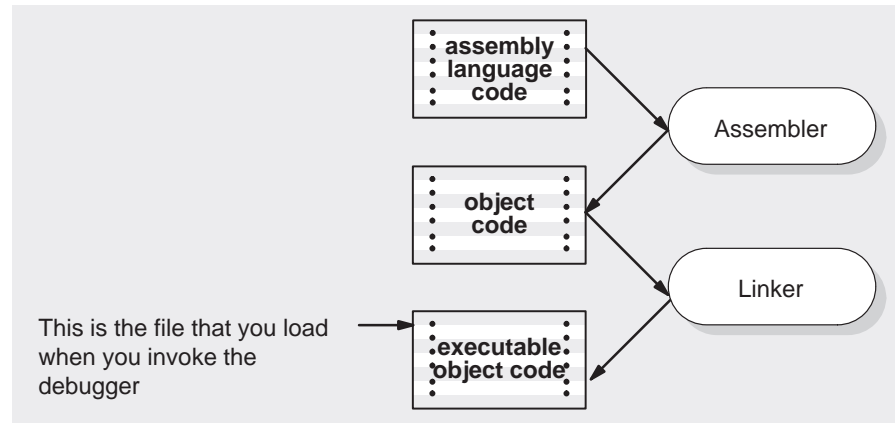 assembly
language
code
Assembler
object
code
Linker
This is the file that you load
when you invoke the
debugger
executable
object code